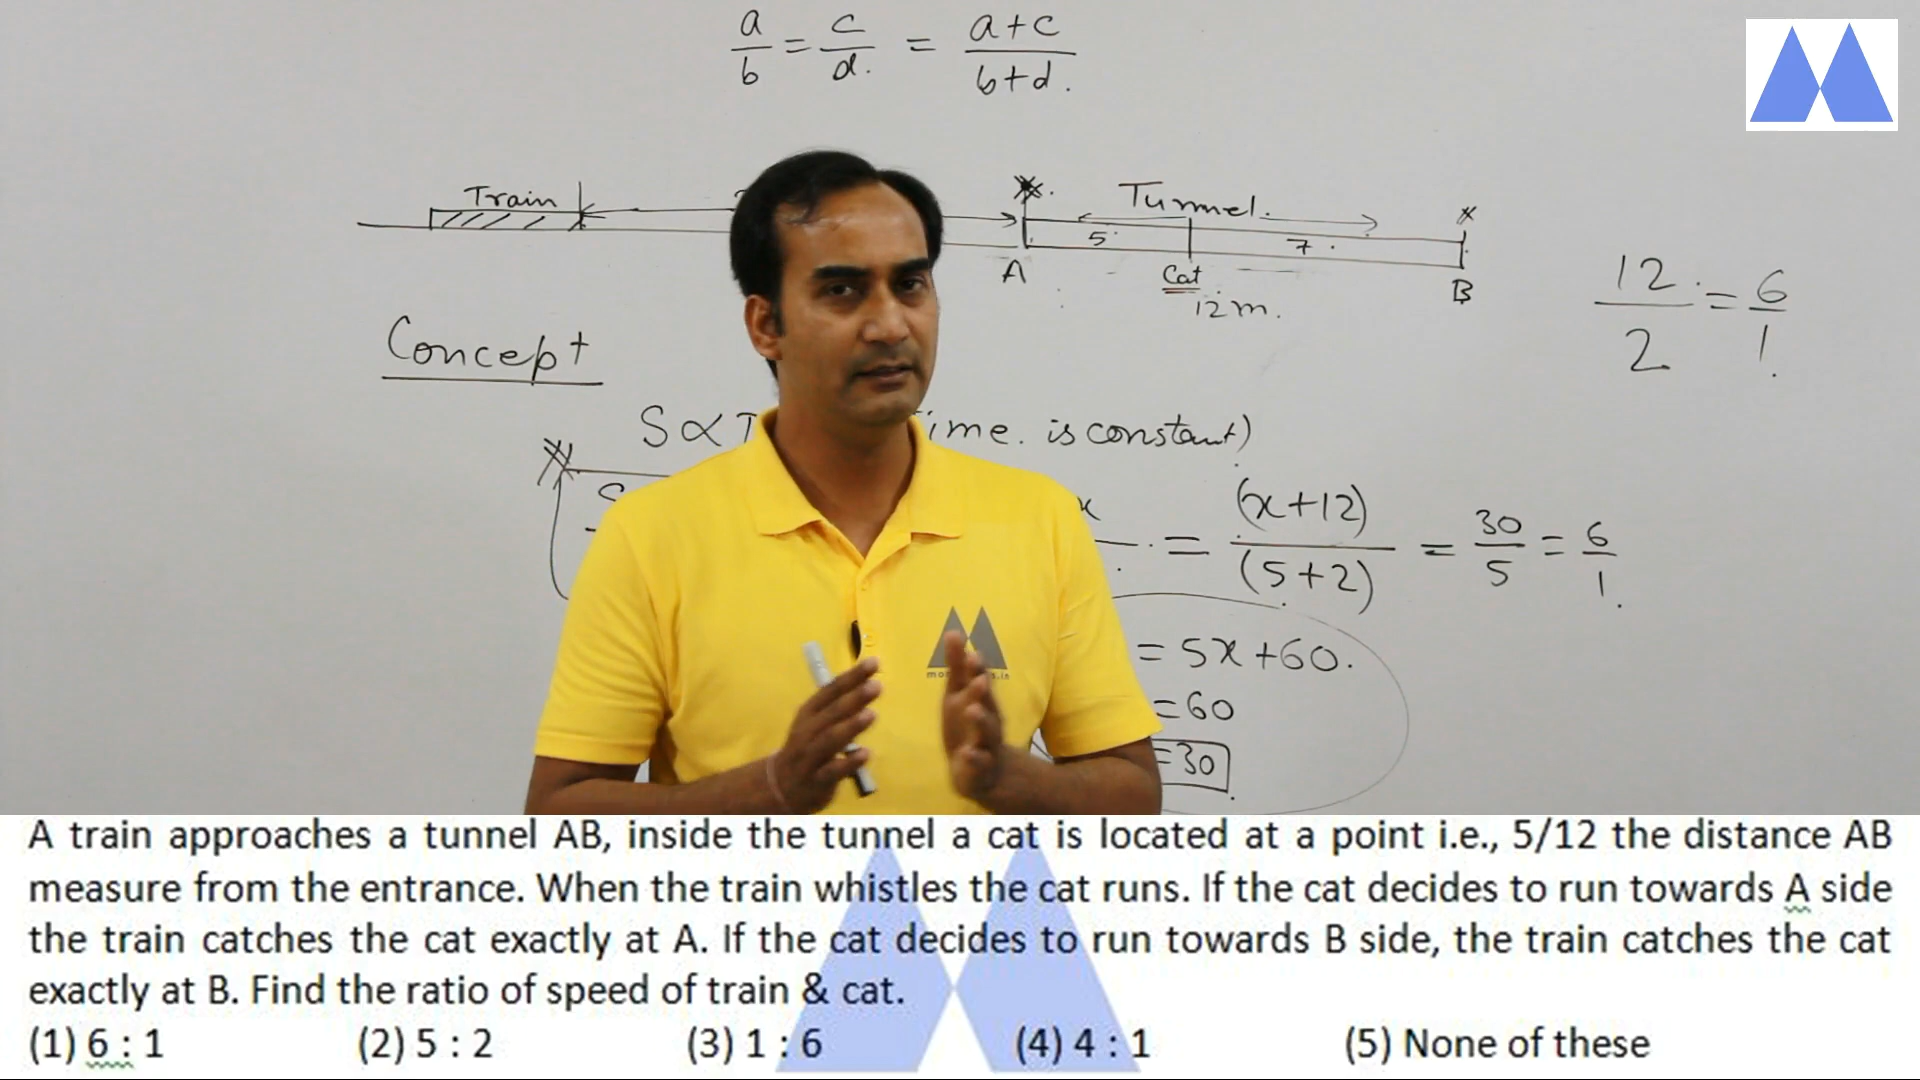 a/b = c/d. = a+c/b+d.
Train
Tunnel.
5
7.
A
Cat
B
12m.
12/2 = 6/1
Concept
S∝ is constant)
(x+12)/(5+2) = 30/5 = 6/1
= 5x+60.
=60
=30
A train approaches a tunnel AB, inside the tunnel a cat is located at a point i.e., 5/12 the distance AB
measure from the entrance. When the train whistles the cat runs. If the cat decides to run towards A side
the train catches the cat exactly at A. If the cat decides to run towards B side, the train catches the cat
exactly at B. Find the ratio of speed of train & cat.
(1) 6 : 1 (2) 5 : 2 (3) 1 : 6 (4) 4 : 1 (5) None of these